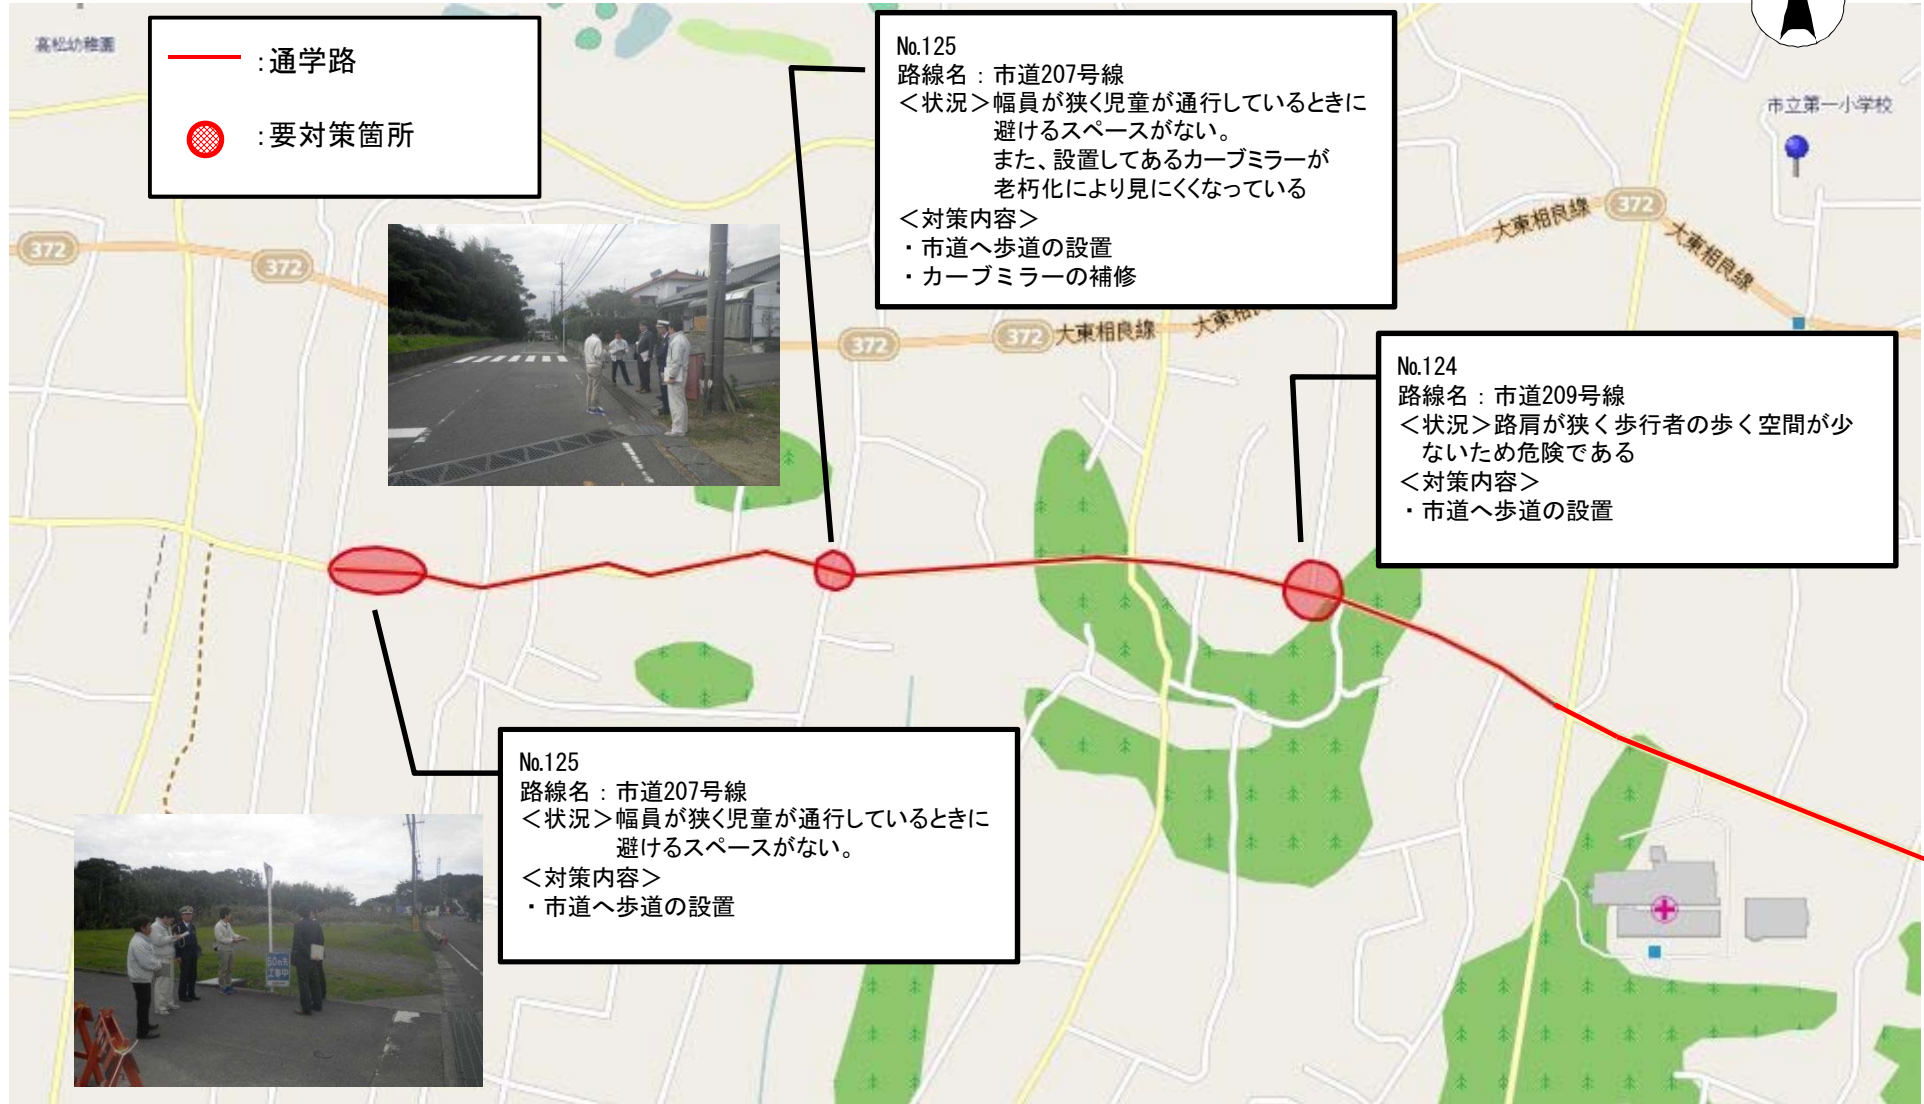 高松幼稚園
:通学路
:要対策箇所
No.125
路線名：市道207号線
＜状況＞幅員が狭く児童が通行しているときに
避けるスペースがない。
また、設置してあるカーブミラーが
老朽化により見にくくなっている
＜対策内容＞
・市道へ歩道の設置
・カーブミラーの補修
市立第一小学校
372
大東相良線
大東相良線
372
372
372
372
大東相良線
大東相
No.124
路線名：市道209号線
＜状況＞路肩が狭く歩行者の歩く空間が少
ないため危険である
＜対策内容＞
・市道へ歩道の設置
No.125
路線名：市道207号線
＜状況＞幅員が狭く児童が通行しているときに
避けるスペースがない。
＜対策内容＞
・市道へ歩道の設置
50m先
工事中